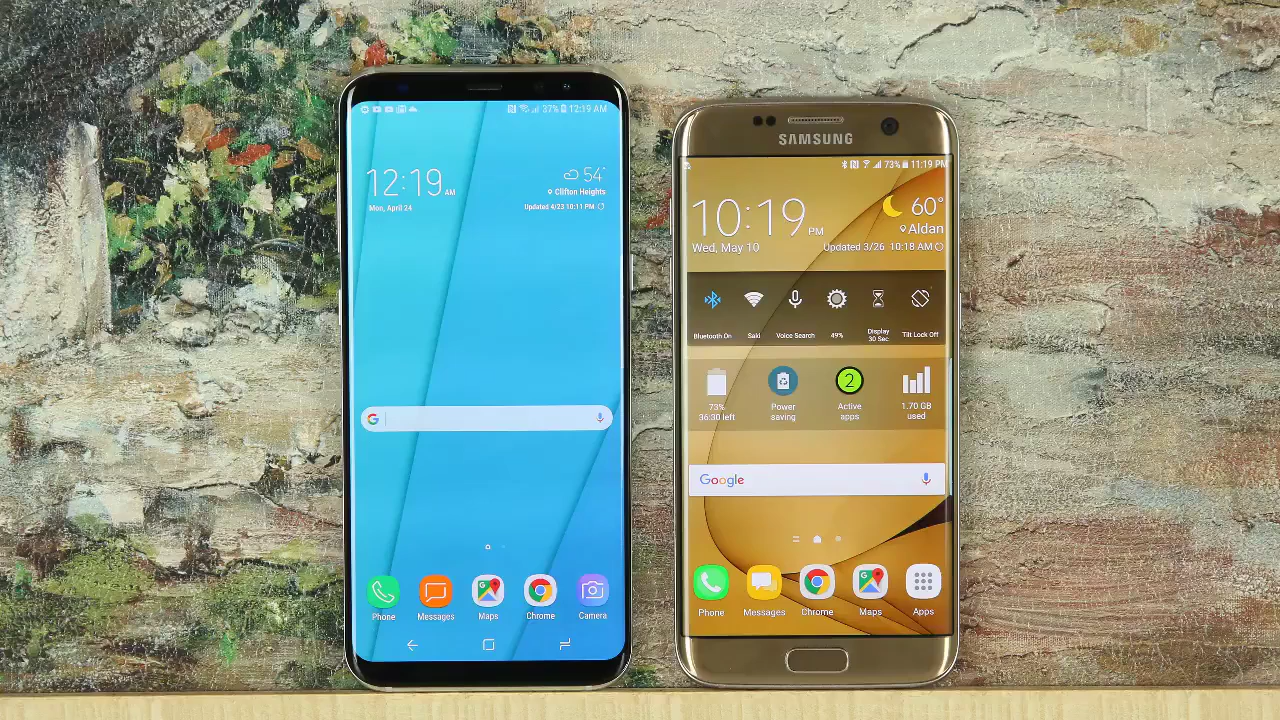 37% 12:19 AM
12:19 AM
Mon, April 24
54°
Clifton Heights
Updated 4/23 10:11 PM
G
Phone
Messages
Maps
Chrome
Camera
SAMSUNG
73% 11:19 PM
10:19 PM
Wed, May 10
60°
Aldan
Updated 3/26 10:18 AM
Bluetooth On
Saki
Voice Search
49%
Display
30 Sec
Tilt Lock Off
2
73%
36:30 left
Power
saving
Active
apps
1.70 GB
used
Google
Phone
Messages
Chrome
Maps
Apps